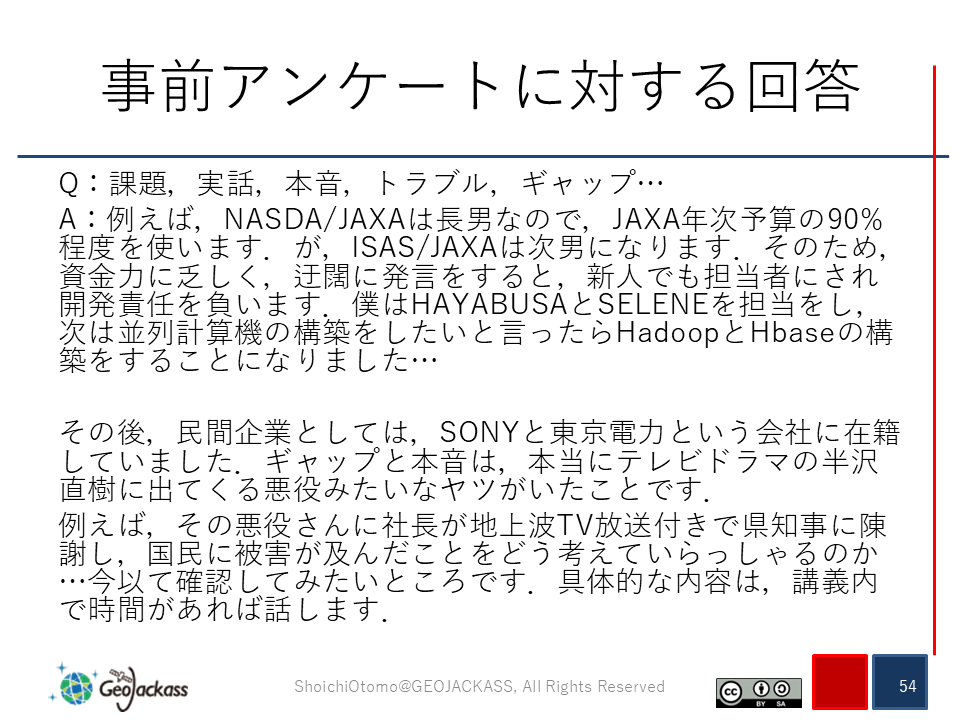 事前アンケートに対する回答
Q：課題，実話，本音，トラブル，ギャップ…
A：例えば，NASDA/JAXAは長男なので，JAXA年次予算の90%
程度を使います．が，ISAS/JAXAは次男になります．そのため，
資金力に乏しく，迂闊に発言をすると，新人でも担当者にされ
開発責任を負います．僕はHAYABUSAとSELENEを担当をし，
次は並列計算機の構築をしたいと言ったらHadoopとHbaseの構
築をすることになりました…
その後，民間企業としては，SONYと東京電力という会社に在籍
していました．ギャップと本音は，本当にテレビドラマの半沢
直樹に出てくる悪役みたいなヤツがいたことです．
例えば，その悪役さんに社長が地上波TV放送付きで県知事に陳
謝し，国民に被害が及んだことをどう考えていらっしゃるのか
…今以て確認してみたいところです．具体的な内容は，講義内
で時間があれば話します．
GeoJackass
ShoichiOtomo@GEOJACKASS, All Rights Reserved
cc BY SA
54